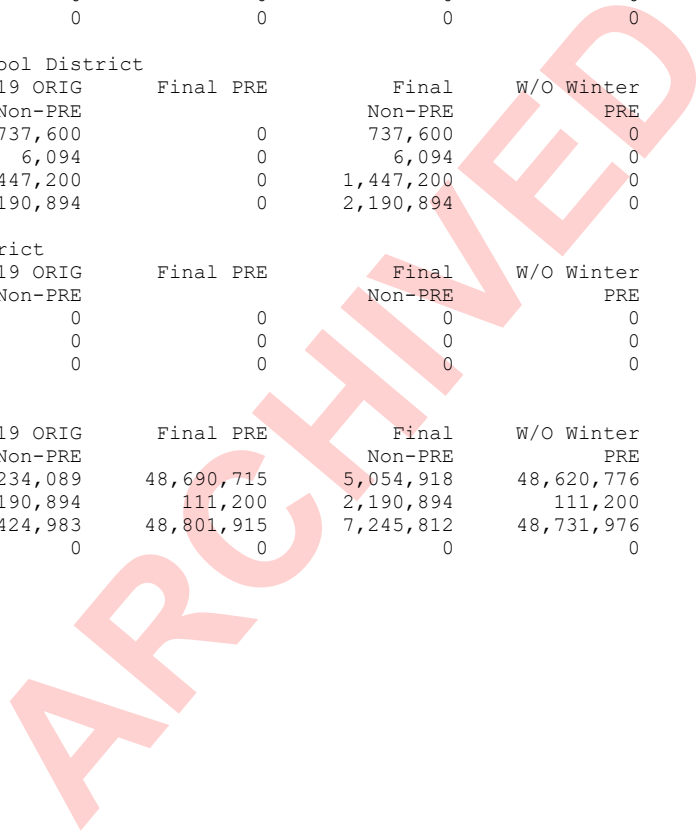 0 0 0 0
ool District
19 ORIG Final PRE Final W/O Winter
Non-PRE Non-PRE PRE
737,600 0 737,600 0
6,094 0 6,094 0
447,200 0 1,447,200 0
190,894 0 2,190,894 0
rict
19 ORIG Final PRE Final W/O Winter
Non-PRE Non-PRE PRE
0 0 0 0
0 0 0 0
0 0 0 0
19 ORIG Final PRE Final W/O Winter
Non-PRE Non-PRE PRE
234,089 48,690,715 5,054,918 48,620,776
190,894 111,200 2,190,894 111,200
424,983 48,801,915 7,245,812 48,731,976
0 0 0 0
ARCHIVED